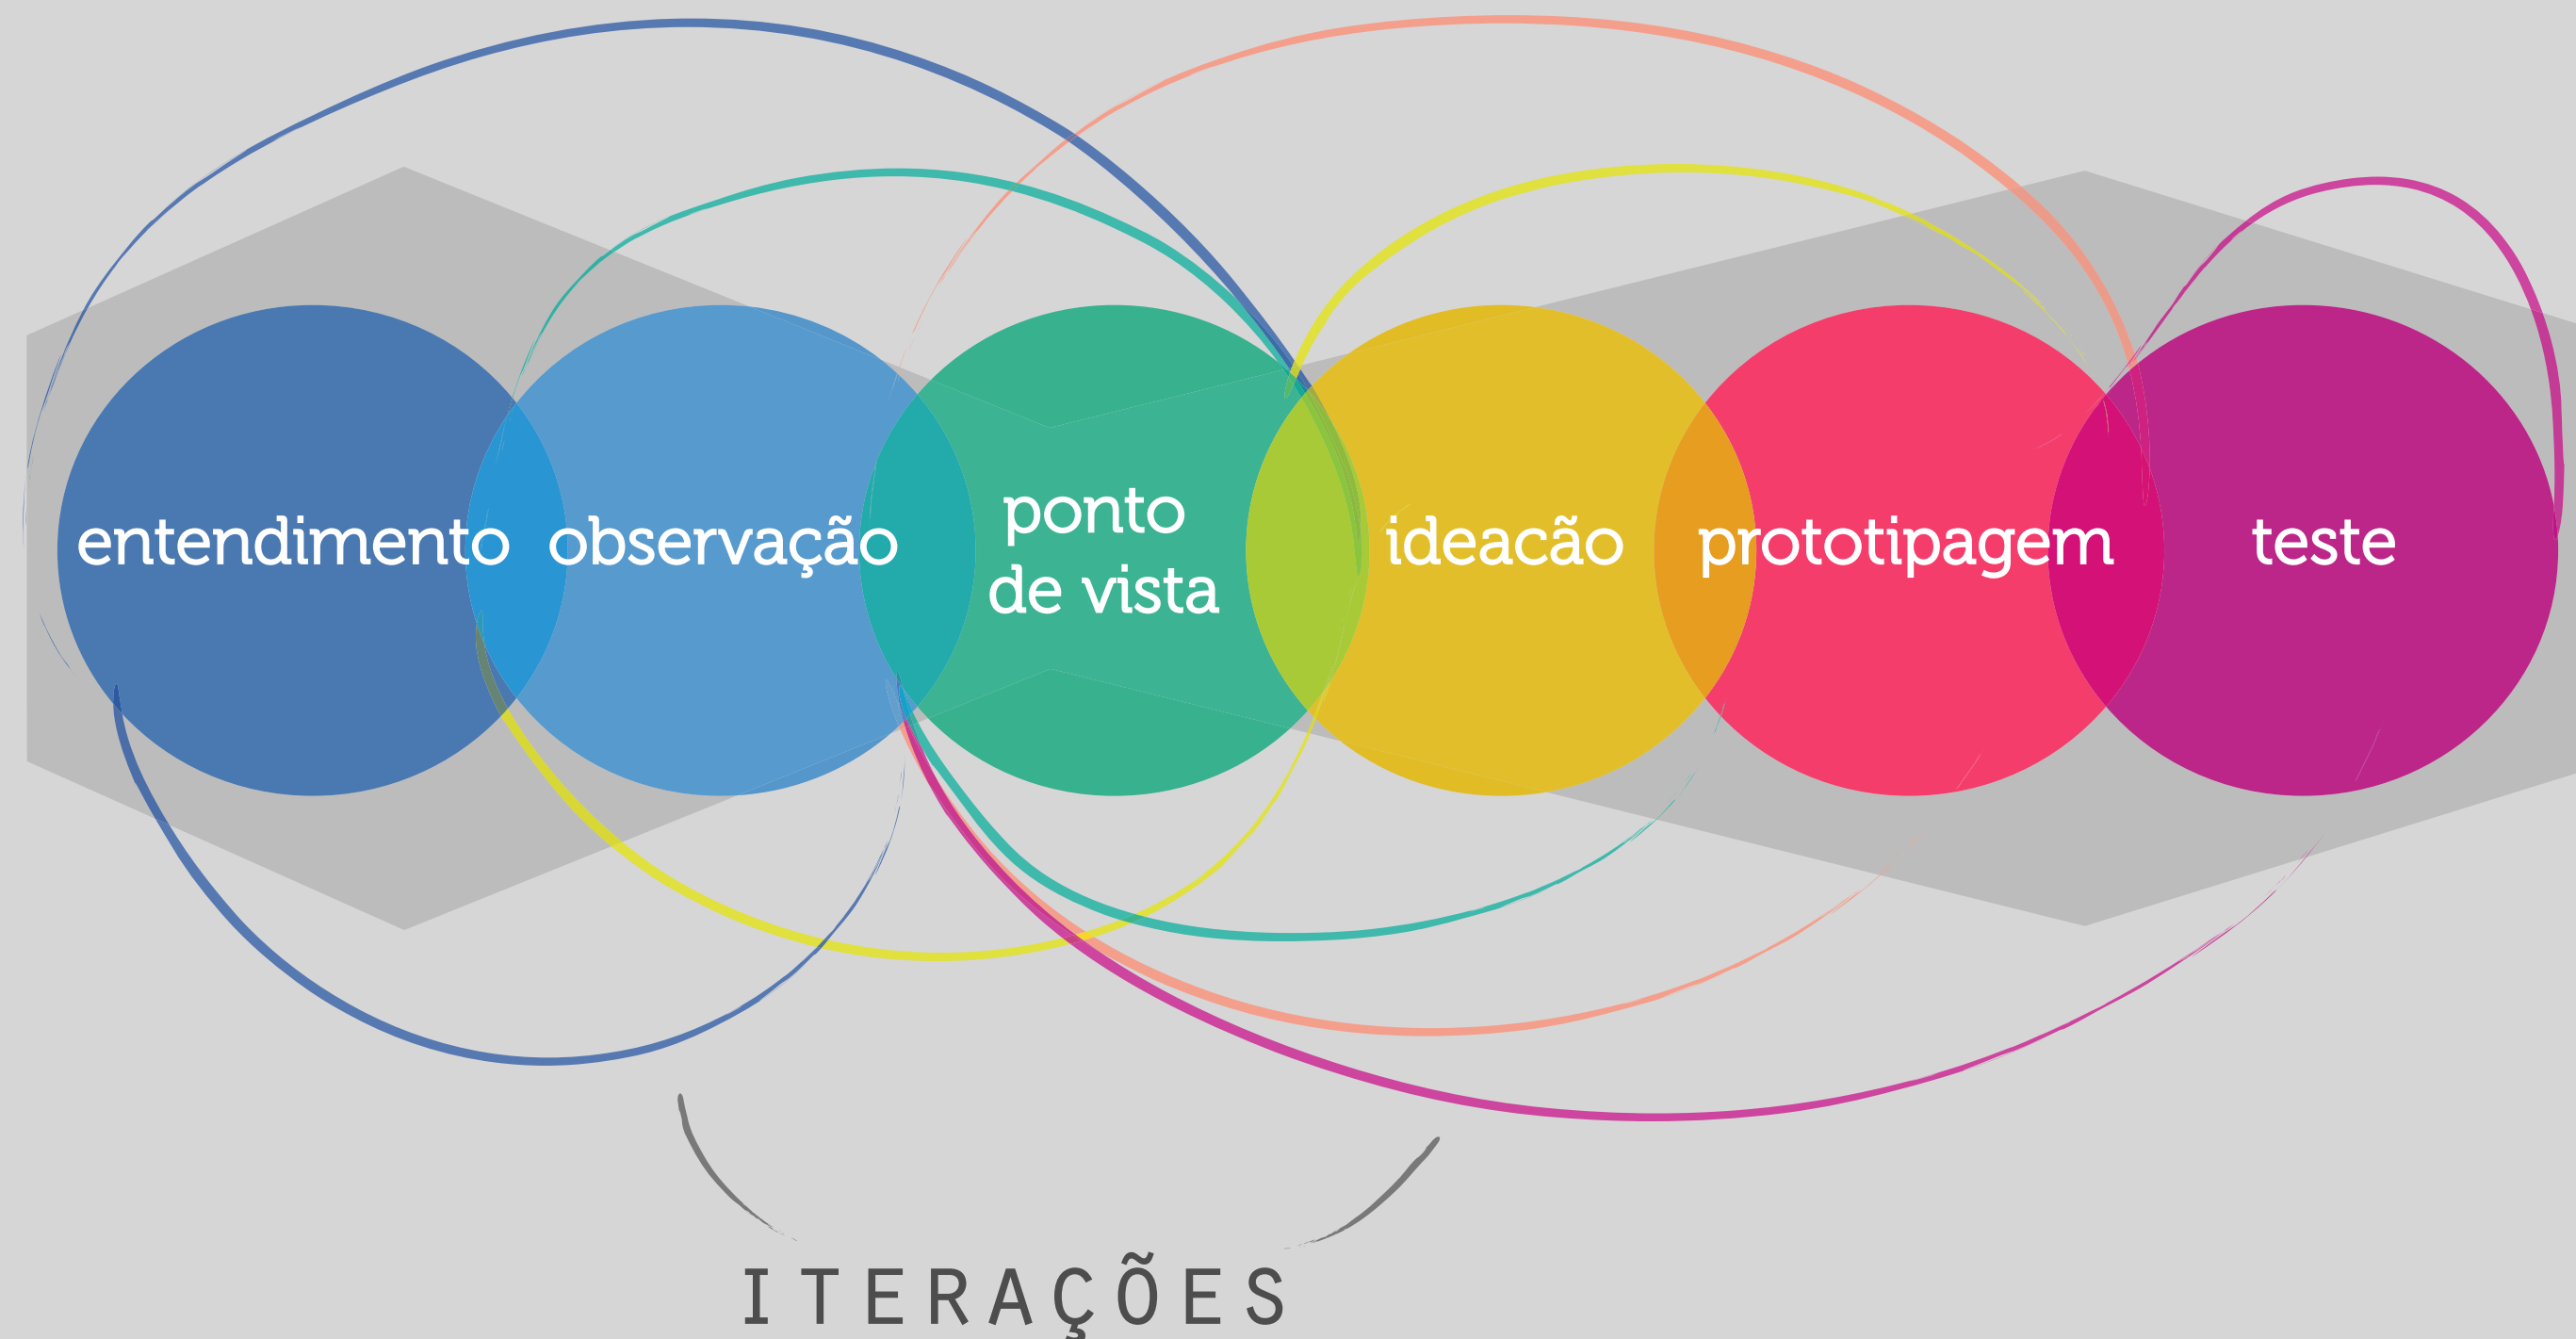 entendimento
observação
ponto
de vista
ideacão
prototipagem
teste
ITERAÇÕES